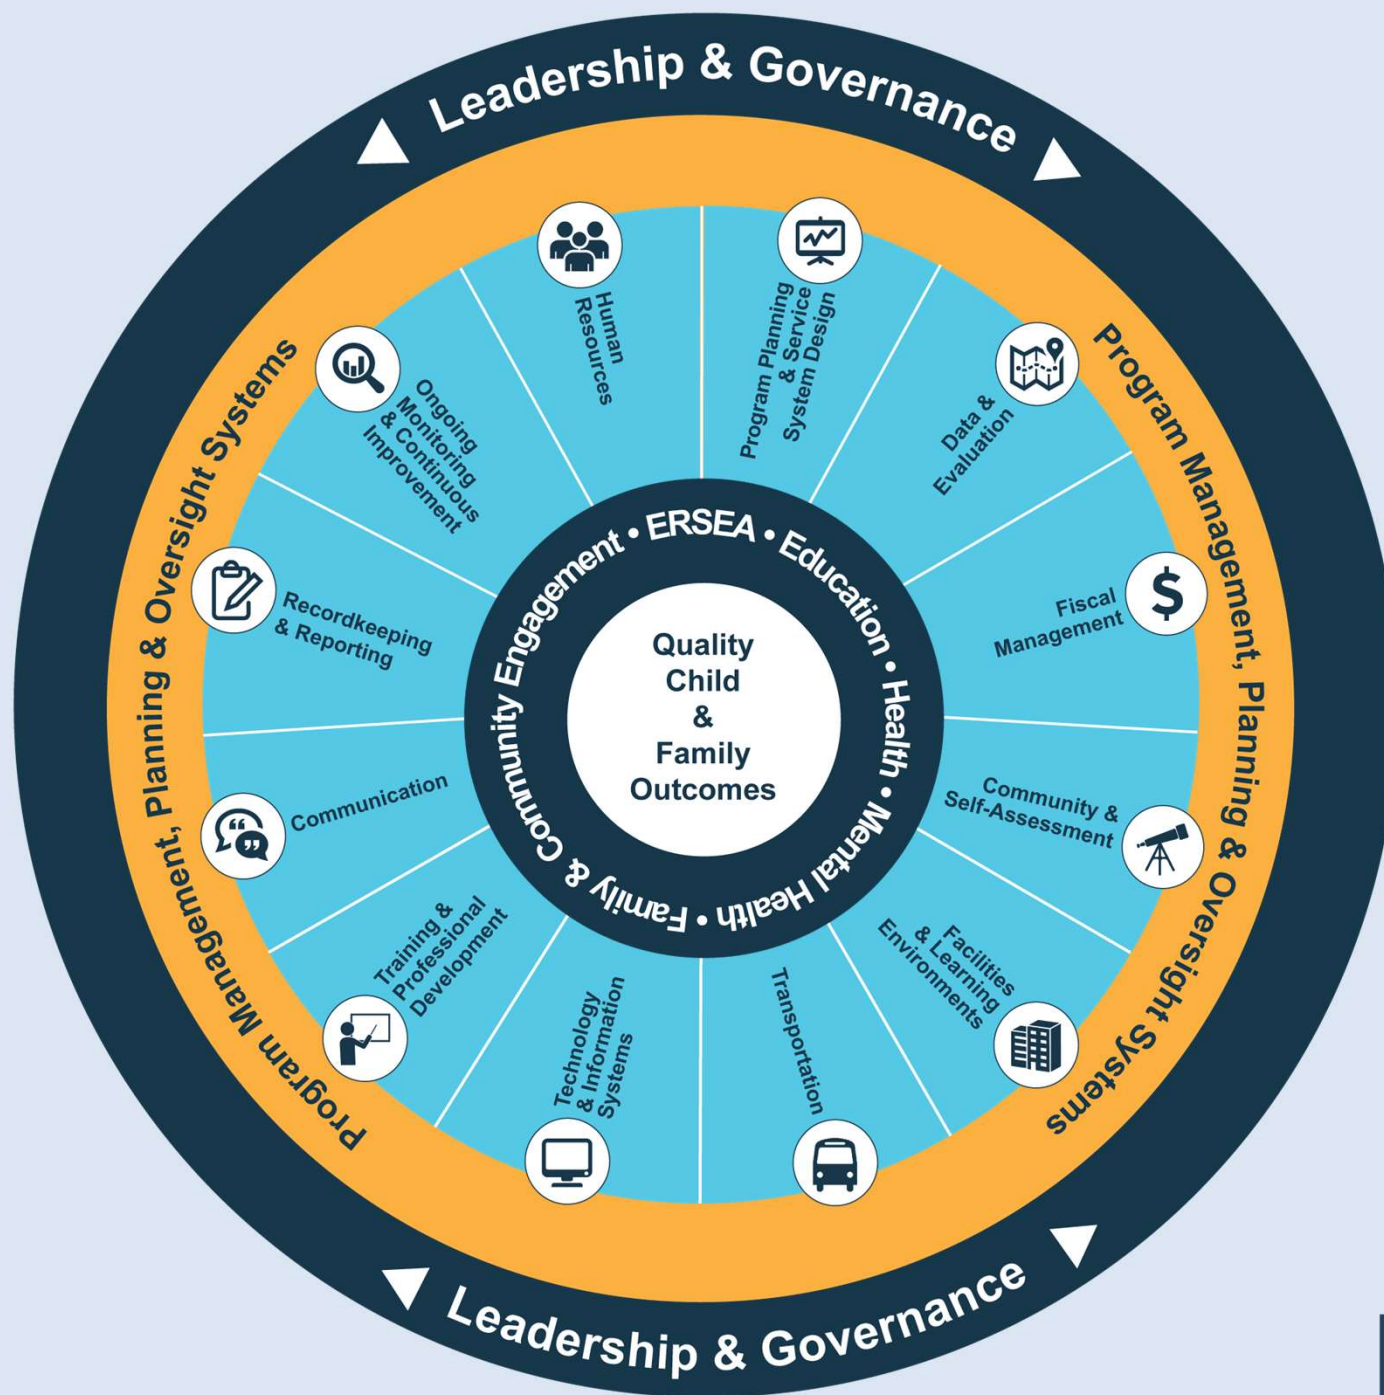 Leadership & Governance
Program Management, Planning & Oversight Systems
Program Management, Planning & Oversight Systems
Program Planning
& Service
System Design
Data &
Evaluation
Fiscal
Management
Community &
Self-Assessment
Facilities
& Learning
Environments
Transportation
Technology
& Information
Systems
Training &
Professional
Development
Communication
Recordkeeping
& Reporting
Ongoing
Monitoring
& Continuous
Improvement
Human
Resources
ERSEA • Education • Health • Mental Health • Family & Community Engagement •
Quality
Child
&
Family
Outcomes
$
Leadership & Governance